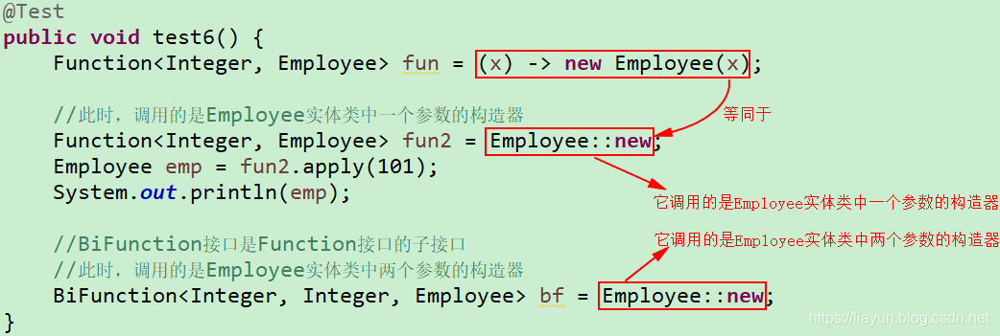 @Test
public void test6() {
Function<Integer, Employee> fun = (x) -> new Employee(x);
//此时，调用的是Employee实体类中一个参数的构造器
等同于
Function<Integer, Employee> fun2 = Employee::new;
Employee emp = fun2.apply(101);
System.out.println(emp);
它调用的是Employee实体类中一个参数的构造器
//BiFunction接口是Function接口的子接口
它调用的是Employee实体类中两个参数的构造器
//此时，调用的是Employee实体类中两个参数的构造器
BiFunction<Integer, Integer, Employee> bf = Employee::new;
}
https://liayun.blog.csdn.net